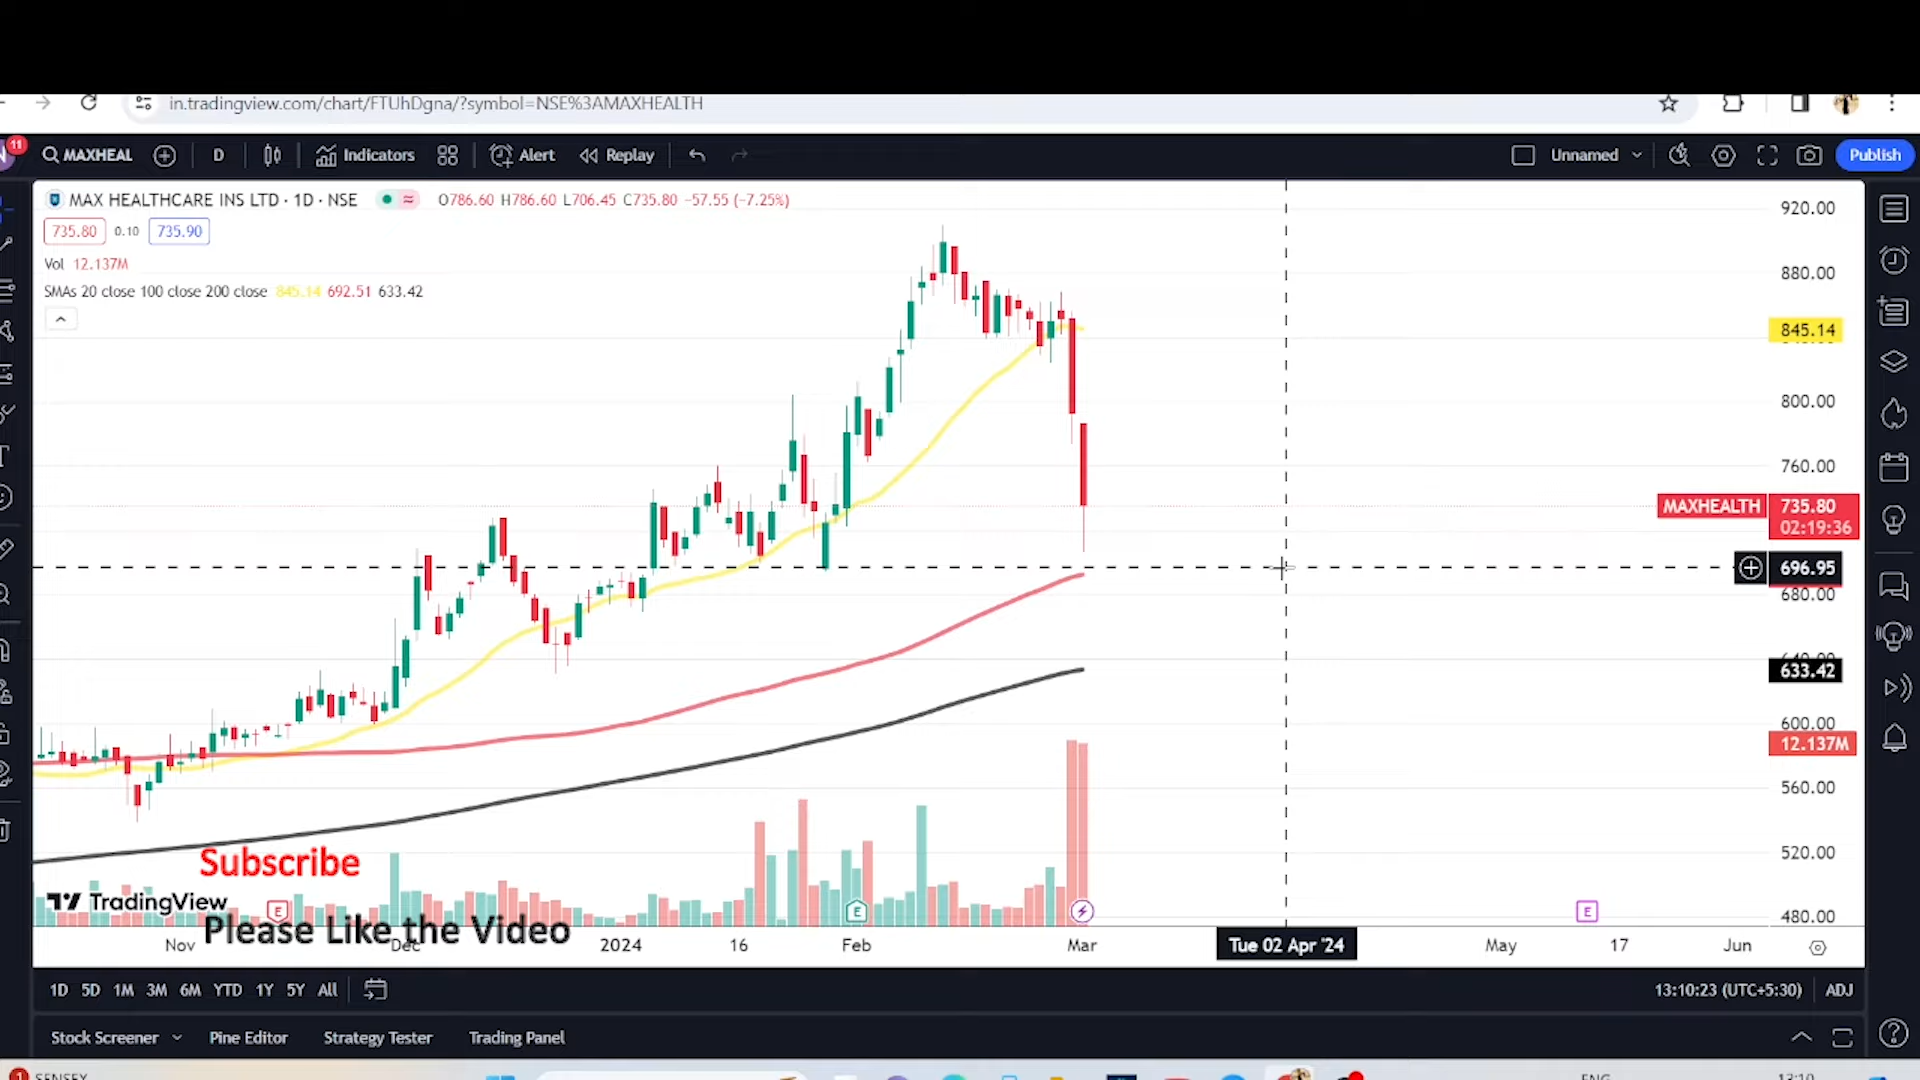 in.tradingview.com/chart/FTUhDgna/?symbol=NSE%3AMAXHEALTH
11
MAXHEAL D Indicators Alert Replay Unnamed Publish
MAX HEALTHCARE INS LTD · 1D · NSE O786.60 H786.60 L706.45 C735.80 −57.55 (−7.25%)
735.80 0.10 735.90
Vol 12.137M
SMAs 20 close 100 close 200 close 845.14 692.51 633.42
920.00
880.00
845.14
800.00
760.00
MAXHEALTH 735.80
02:19:36
696.95
680.00
633.42
600.00
12.137M
560.00
520.00
480.00
Subscribe
TradingView
Please Like the Video
E
E
E
Nov Dec 2024 16 Feb Mar Tue 02 Apr '24 May 17 Jun
1D 5D 1M 3M 6M YTD 1Y 5Y All 13:10:23 (UTC+5:30) ADJ
Stock Screener Pine Editor Strategy Tester Trading Panel
1 SENSEX ENG 13:10